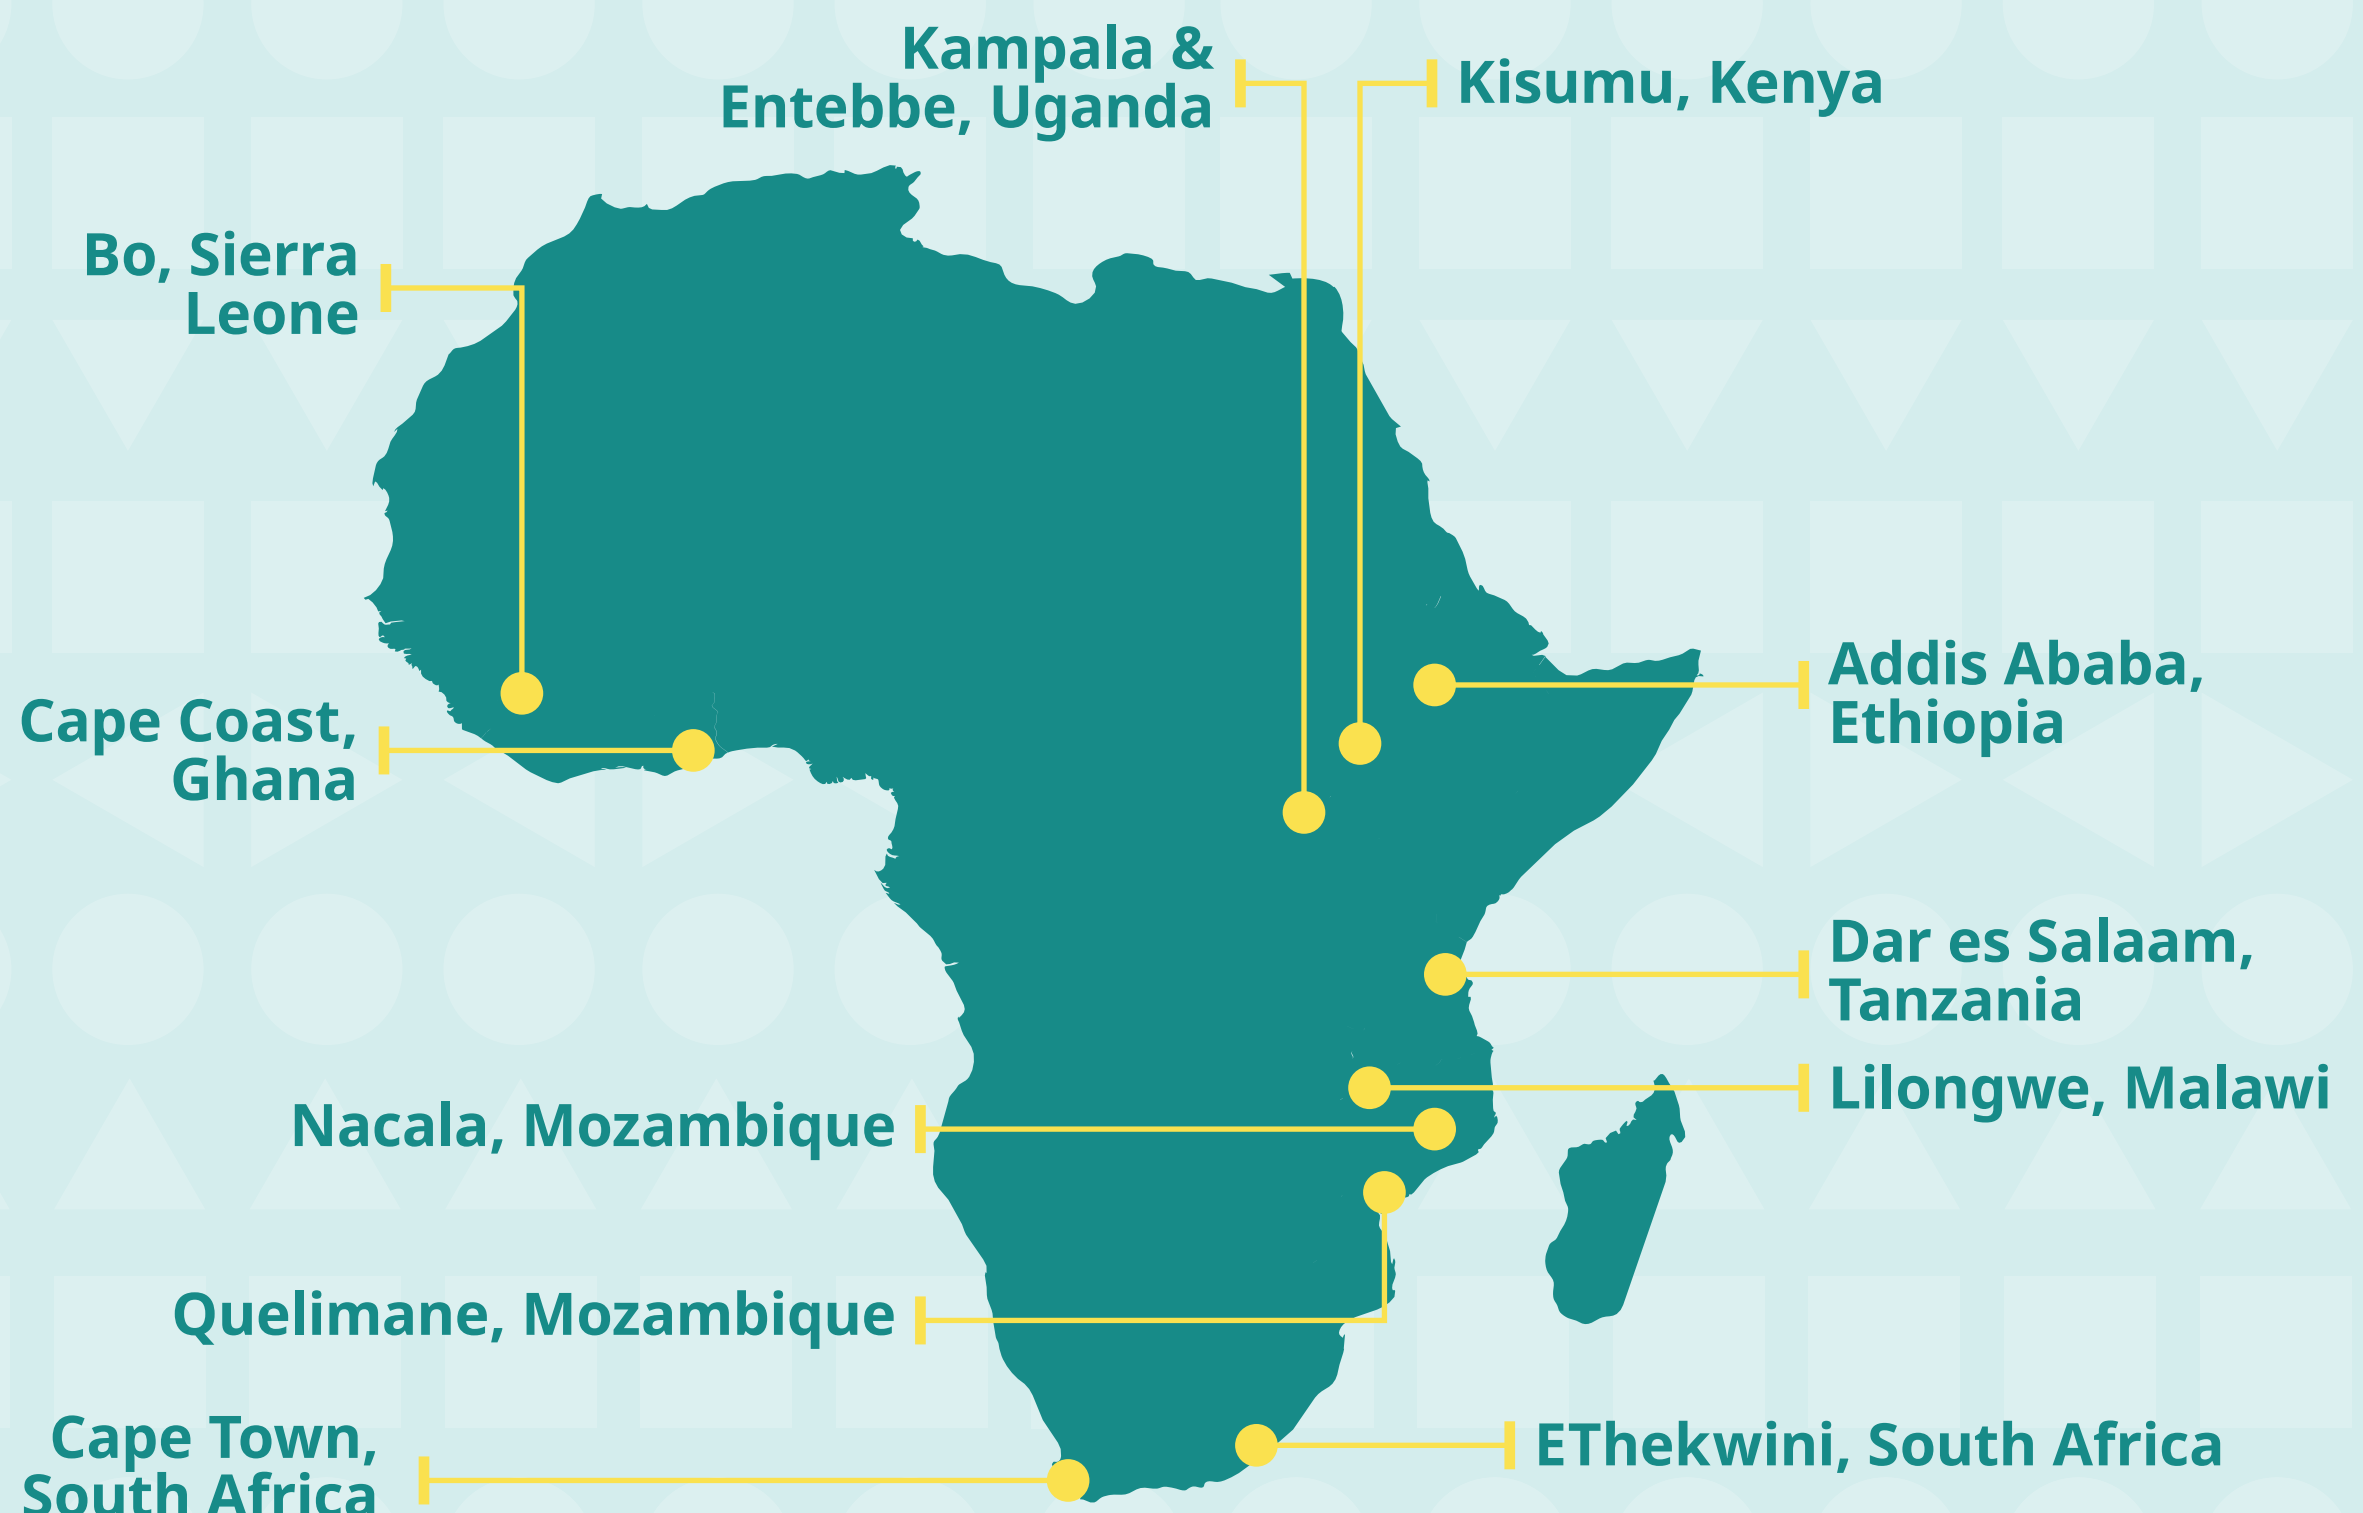 Kampala &
Entebbe, Uganda
Kisumu, Kenya
Bo, Sierra
Leone
Addis Ababa,
Ethiopia
Cape Coast,
Ghana
Dar es Salaam,
Tanzania
Lilongwe, Malawi
Nacala, Mozambique
Quelimane, Mozambique
Cape Town,
South Africa
EThekwini, South Africa